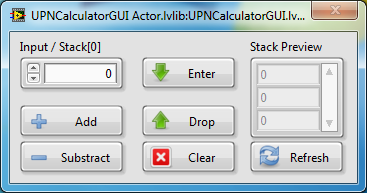 UPNCalculatorGUI Actor.lvlib:UPNCalculatorGUI.lv...
Input / Stack[0]
Stack Preview
0
Enter
0
0
0
Add
Drop
Substract
Clear
Refresh